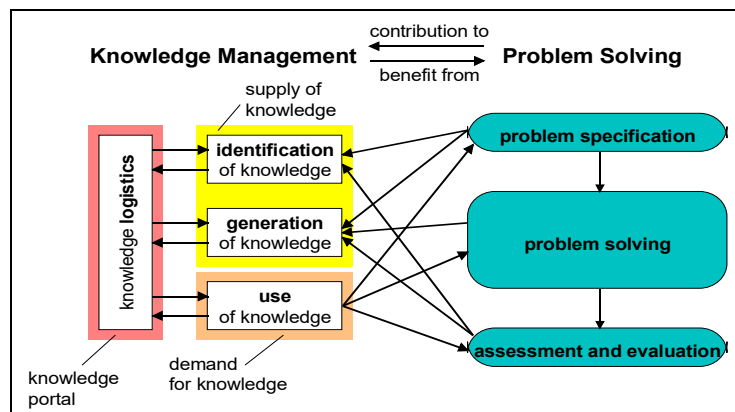 contribution to
Knowledge Management
Problem Solving
benefit from
supply of
knowledge
identification
of knowledge
problem specification
knowledge logistics
generation
of knowledge
problem solving
use
of knowledge
assessment and evaluation
knowledge
portal
demand
for knowledge